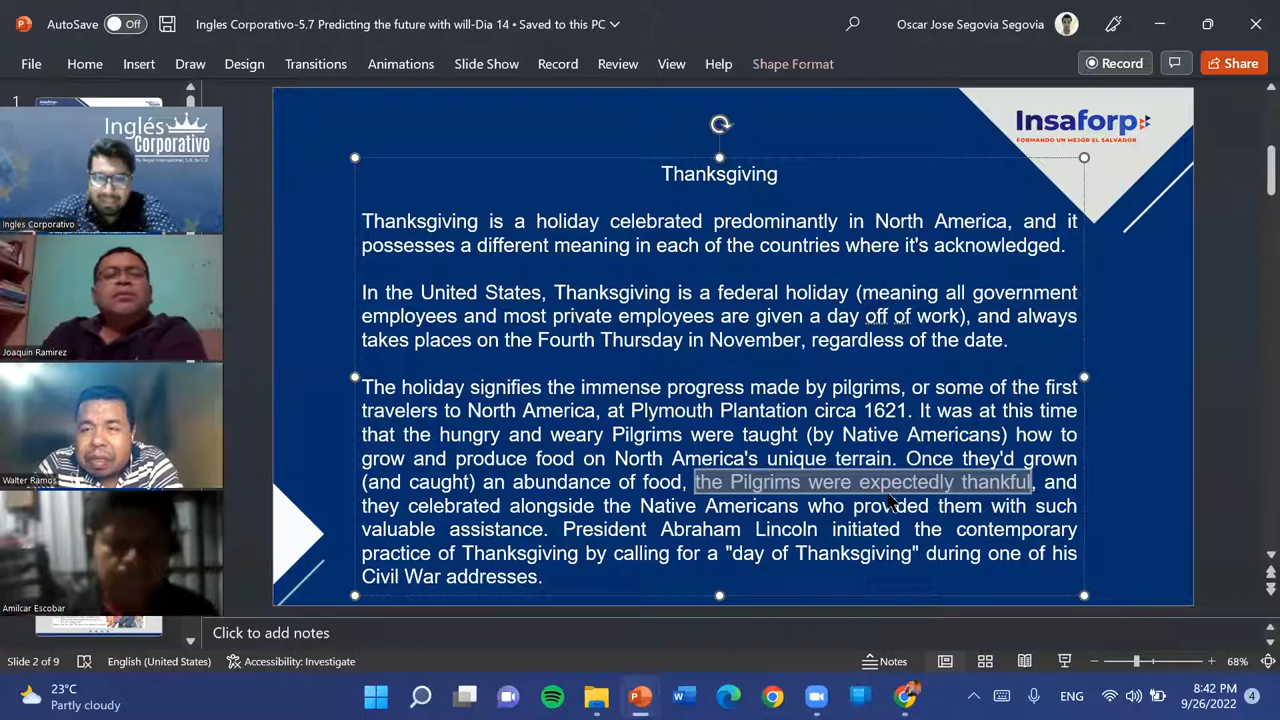 AutoSave Off Ingles Corporativo-5.7 Predicting the future with will-Dia 14 • Saved to this PC Oscar Jose Segovia Segovia
File Home Insert Draw Design Transitions Animations Slide Show Record Review View Help Shape Format Record Share
1
Inglés
Corporativo
Ingles Corporativo
Joaquin Ramirez
Walter Ramos
Amilcar Escobar
Insaforp
FORMANDO UN MEJOR EL SALVADOR
Thanksgiving
Thanksgiving is a holiday celebrated predominantly in North America, and it
possesses a different meaning in each of the countries where it's acknowledged.
In the United States, Thanksgiving is a federal holiday (meaning all government
employees and most private employees are given a day off of work), and always
takes places on the Fourth Thursday in November, regardless of the date.
The holiday signifies the immense progress made by pilgrims, or some of the first
travelers to North America, at Plymouth Plantation circa 1621. It was at this time
that the hungry and weary Pilgrims were taught (by Native Americans) how to
grow and produce food on North America's unique terrain. Once they'd grown
(and caught) an abundance of food, the Pilgrims were expectedly thankful, and
they celebrated alongside the Native Americans who provided them with such
valuable assistance. President Abraham Lincoln initiated the contemporary
practice of Thanksgiving by calling for a "day of Thanksgiving" during one of his
Civil War addresses.
Click to add notes
Slide 2 of 9 English (United States) Accessibility: Investigate Notes 68%
23°C
Partly cloudy
ENG
8:42 PM
9/26/2022
4